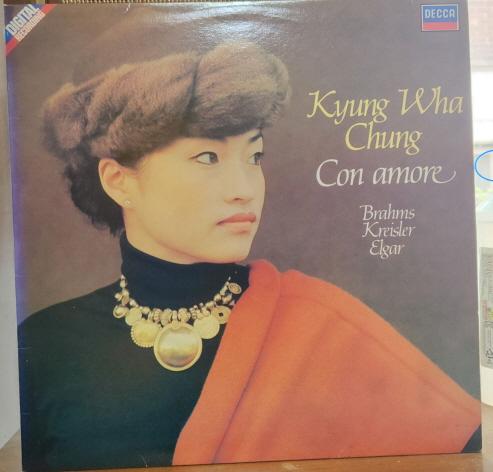 DIGITAL
RECORDING
DECCA
Kyung Wha
Chung
Con amore
Brahms
Kreisler
Elgar